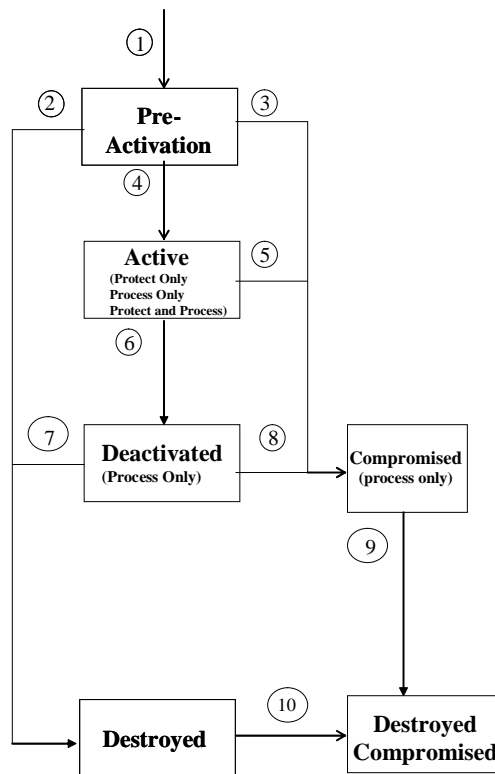 1
2
3
Pre-
Activation
4
Active
(Protect Only
Process Only
Protect and Process)
5
6
7
Deactivated
(Process Only)
8
Compromised
(process only)
9
Destroyed
10
Destroyed
Compromised